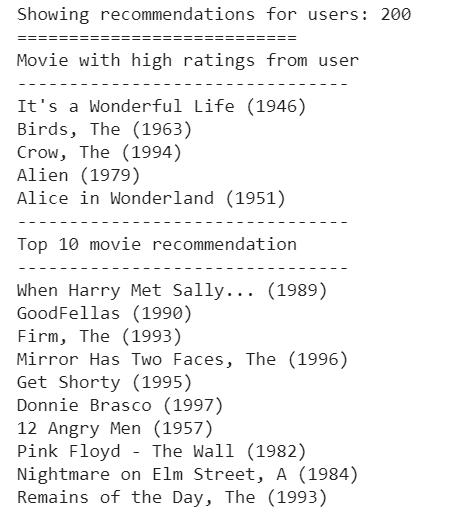 Showing recommendations for users: 200
===========================
Movie with high ratings from user
--------------------------------
It's a Wonderful Life (1946)
Birds, The (1963)
Crow, The (1994)
Alien (1979)
Alice in Wonderland (1951)
--------------------------------
Top 10 movie recommendation
--------------------------------
When Harry Met Sally... (1989)
GoodFellas (1990)
Firm, The (1993)
Mirror Has Two Faces, The (1996)
Get Shorty (1995)
Donnie Brasco (1997)
12 Angry Men (1957)
Pink Floyd - The Wall (1982)
Nightmare on Elm Street, A (1984)
Remains of the Day, The (1993)